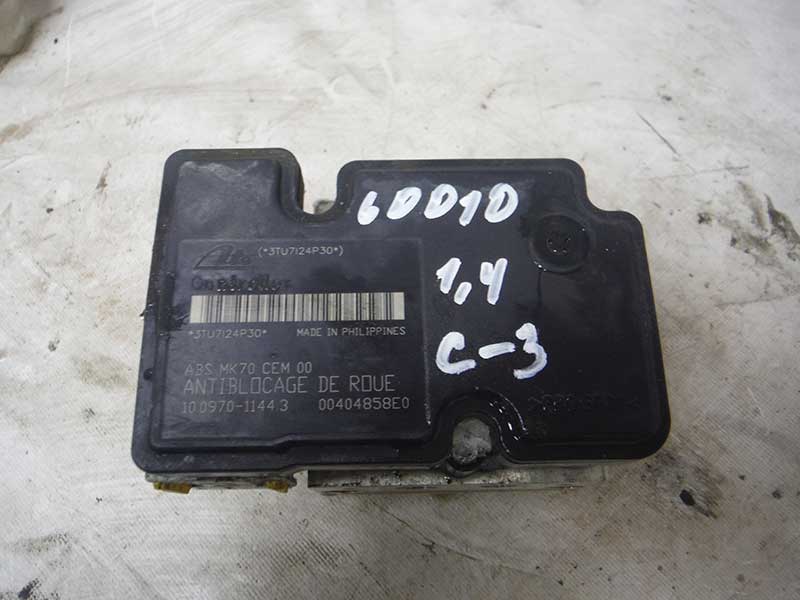 Ate (*3TU7I24P30*)
*3TU7I24P30* MADE IN PHILIPPINES
ABS MK70 CEM 00
ANTIBLOCAGE DE ROUE
10.0970-1144.3 00404858E0
6DD1D
1,4
C-3